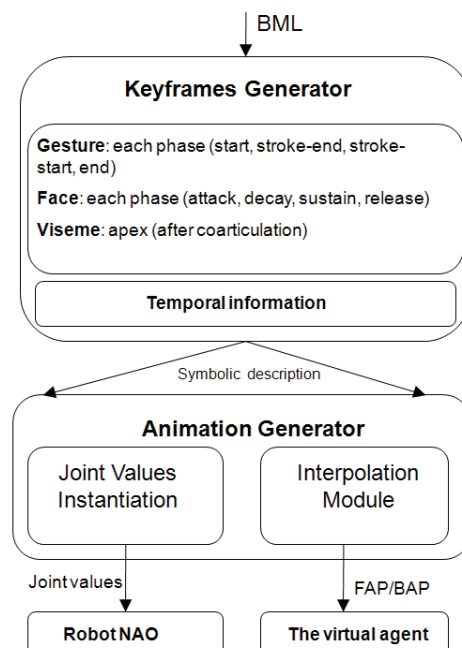 BML
Keyframes Generator
Gesture: each phase (start, stroke-end, stroke-
start, end)
Face: each phase (attack, decay, sustain, release)
Viseme: apex (after coarticulation)
Temporal information
Symbolic description
Animation Generator
Joint Values
Instantiation
Interpolation
Module
Joint values
FAP/BAP
Robot NAO
The virtual agent